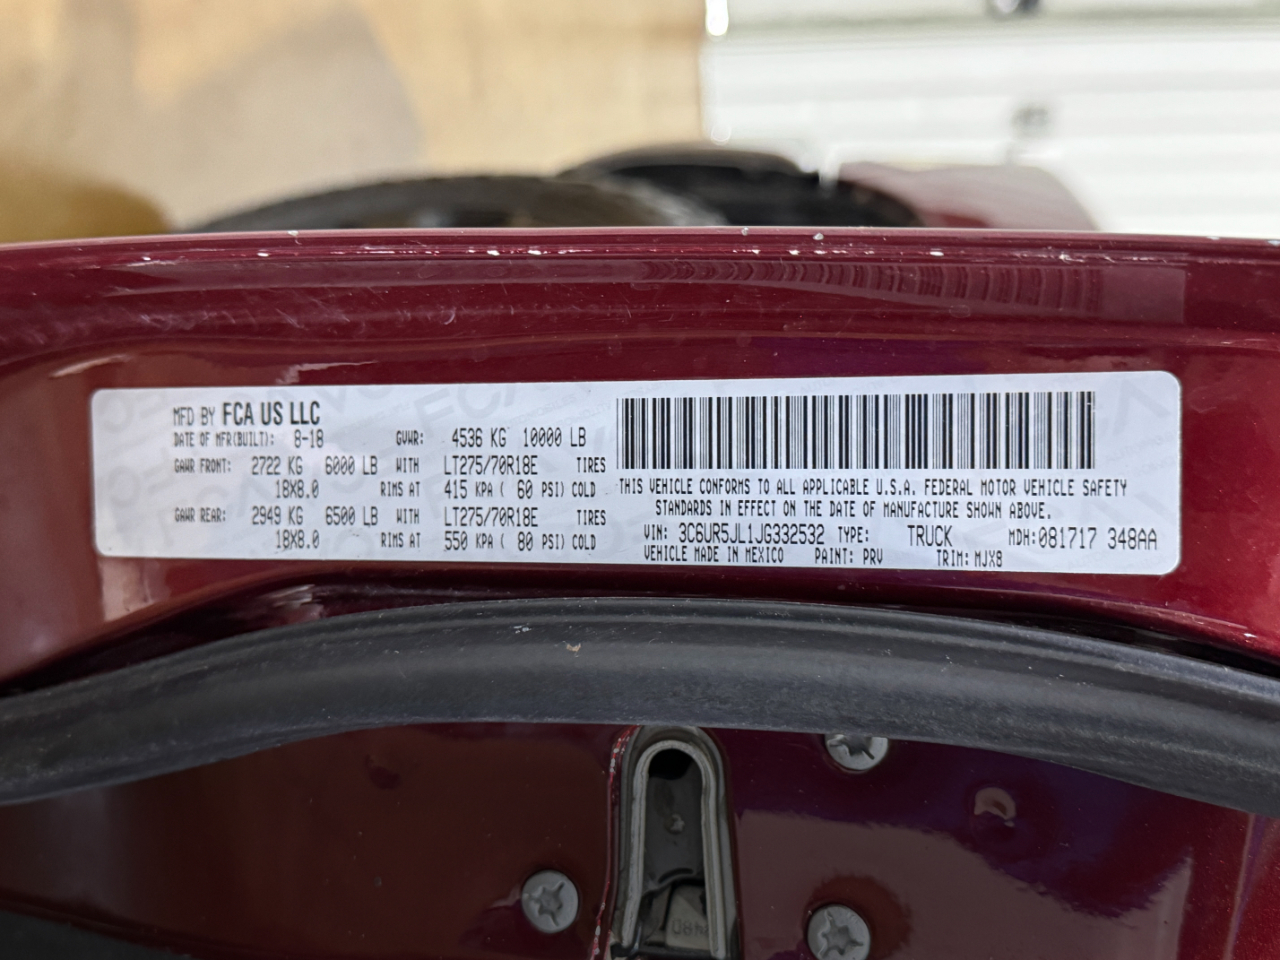 MFD BY FCA US LLC
DATE OF MFR(BUILT): 8-18 GVWR: 4536 KG 10000 LB
GAWR FRONT: 2722 KG 6000 LB WITH LT275/70R18E TIRES
18X8.0 RIMS AT 415 KPA ( 60 PSI) COLD
GAWR REAR: 2949 KG 6500 LB WITH LT275/70R18E TIRES
18X8.0 RIMS AT 550 KPA ( 80 PSI) COLD
THIS VEHICLE CONFORMS TO ALL APPLICABLE U.S.A. FEDERAL MOTOR VEHICLE SAFETY
STANDARDS IN EFFECT ON THE DATE OF MANUFACTURE SHOWN ABOVE.
VIN: 3C6UR5JL1JG332532 TYPE: TRUCK MDH: 081717 348AA
VEHICLE MADE IN MEXICO PAINT: PRV TRIM: MJX8